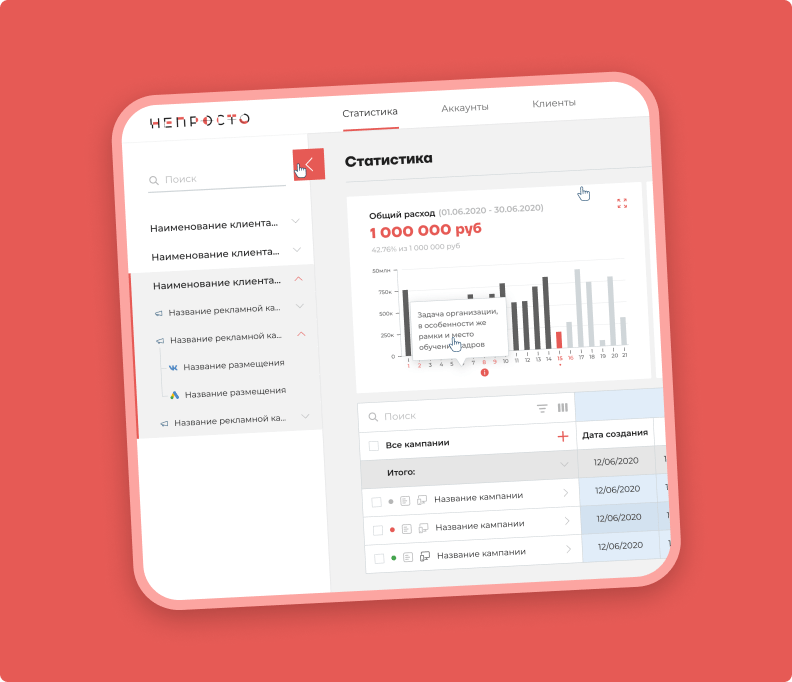 НЕПРОСТО
Статистика
Аккаунты
Клиенты
Поиск
Наименование клиента...
Наименование клиента...
Наименование клиента...
Название рекламной ка...
Название рекламной ка...
Название размещения
Название размещения
Название рекламной ка...
Статистика
Общий расход (01.06.2020 - 30.06.2020)
1 000 000 руб
42.76% из 1 000 000 руб
50млн
750к
500к
250к
0
Задача организации,
в особенности же
рамки и место
обучения кадров
1 2 3 4 5 6 7 8 9 10 11 12 13 14 15 16 17 18 19 20 21
Поиск
Все кампании
Дата создания
Итого:
12/06/2020
Название кампании
12/06/2020
Название кампании
12/06/2020
Название кампании
12/06/2020